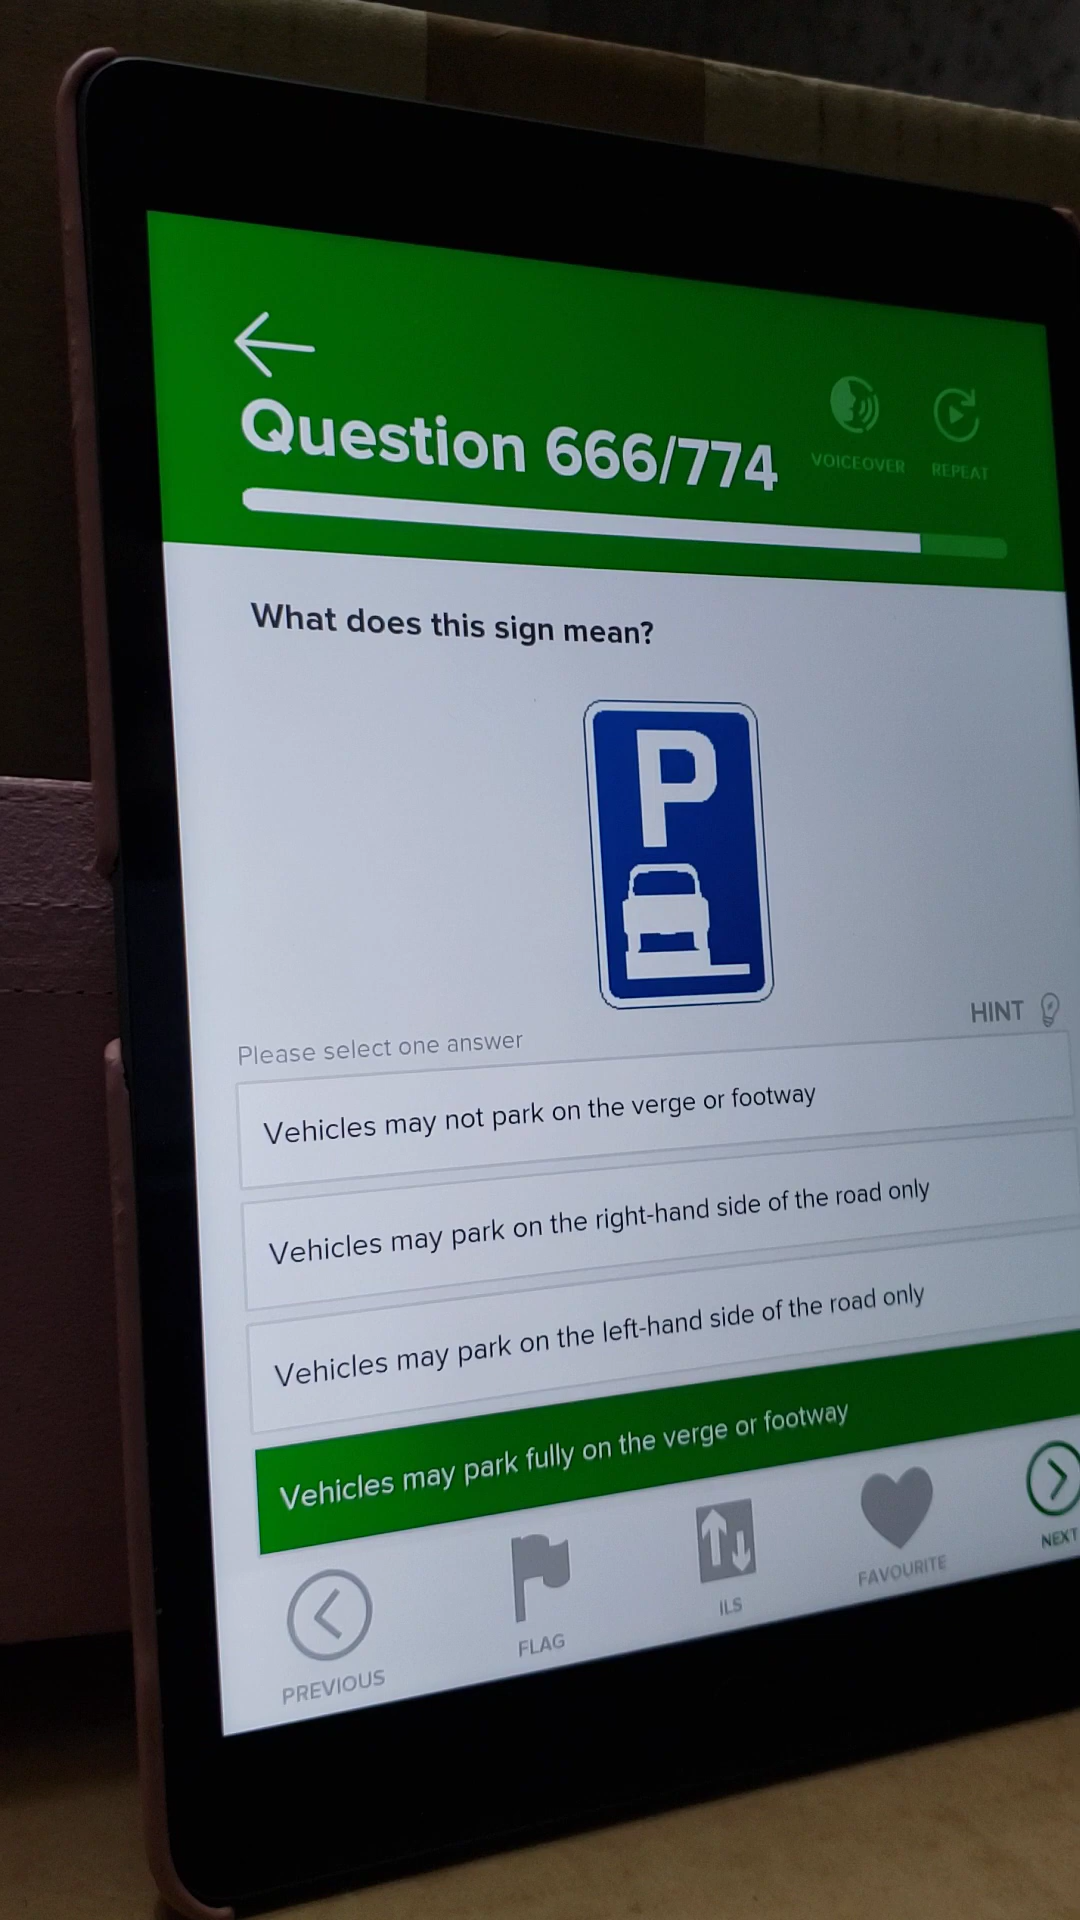 Question 666/774
VOICEOVER
REPEAT
What does this sign mean?
P
HINT
Please select one answer
Vehicles may not park on the verge or footway
Vehicles may park on the right-hand side of the road only
Vehicles may park on the left-hand side of the road only
Vehicles may park fully on the verge or footway
PREVIOUS
FLAG
ILS
FAVOURITE
NEXT